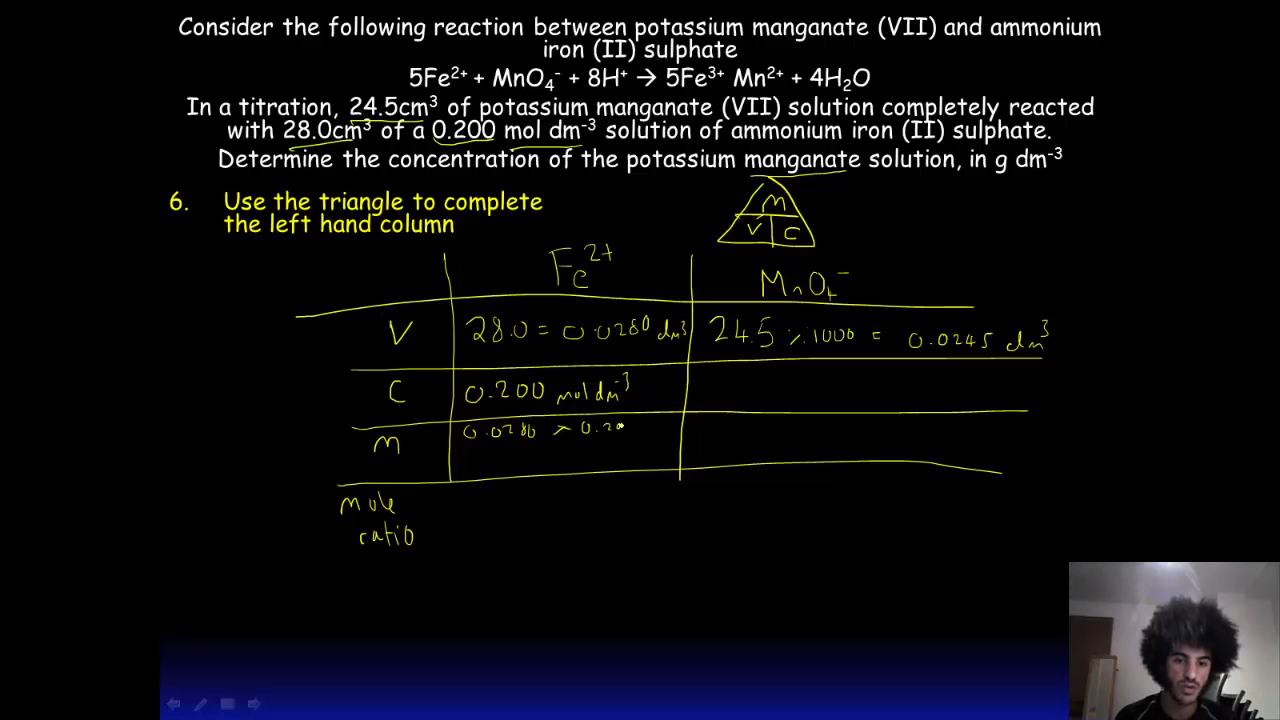 Consider the following reaction between potassium manganate (VII) and ammonium
iron (II) sulphate
5Fe²⁺ + MnO₄⁻ + 8H⁺ → 5Fe³⁺ Mn²⁺ + 4H₂O
In a titration, 24.5cm³ of potassium manganate (VII) solution completely reacted
with 28.0cm³ of a 0.200 mol dm⁻³ solution of ammonium iron (II) sulphate.
Determine the concentration of the potassium manganate solution, in g dm⁻³
6. Use the triangle to complete
the left hand column
M
V C
Fe²⁺ MnO₄⁻
V 28.0 = 0.0280 dm³ 24.5 ÷ 1000 = 0.0245 dm³
C 0.200 mol dm⁻³
M 0.0280 × 0.20
mole
ratio